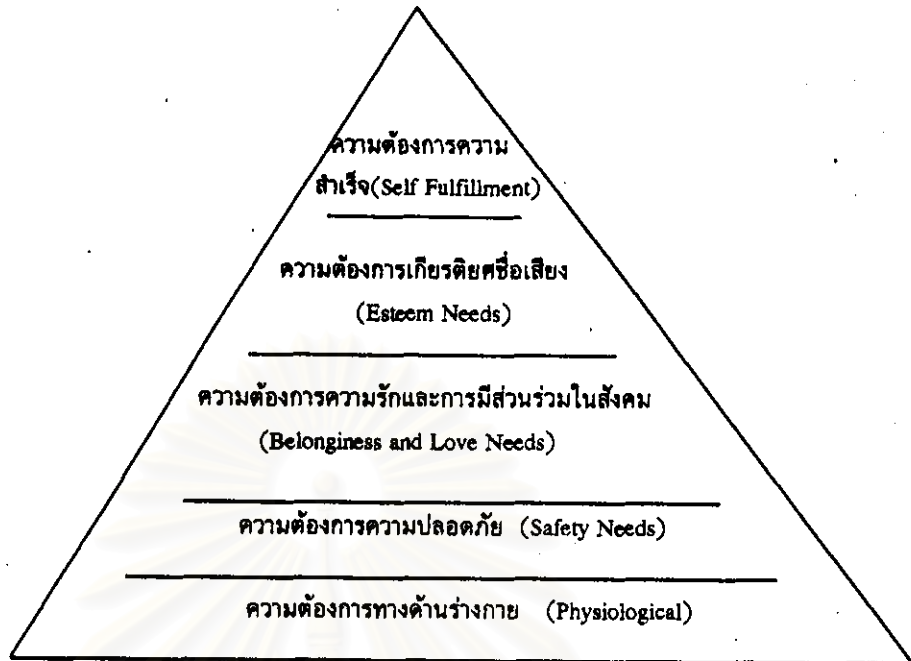 ความต้องการความ
สำเร็จ(Self Fulfillment)
ความต้องการเกียรติยศชื่อเสียง
(Esteem Needs)
ความต้องการความรักและการมีส่วนร่วมในสังคม
(Belonginess and Love Needs)
ความต้องการความปลอดภัย (Safety Needs)
ความต้องการทางด้านร่างกาย (Physiological)